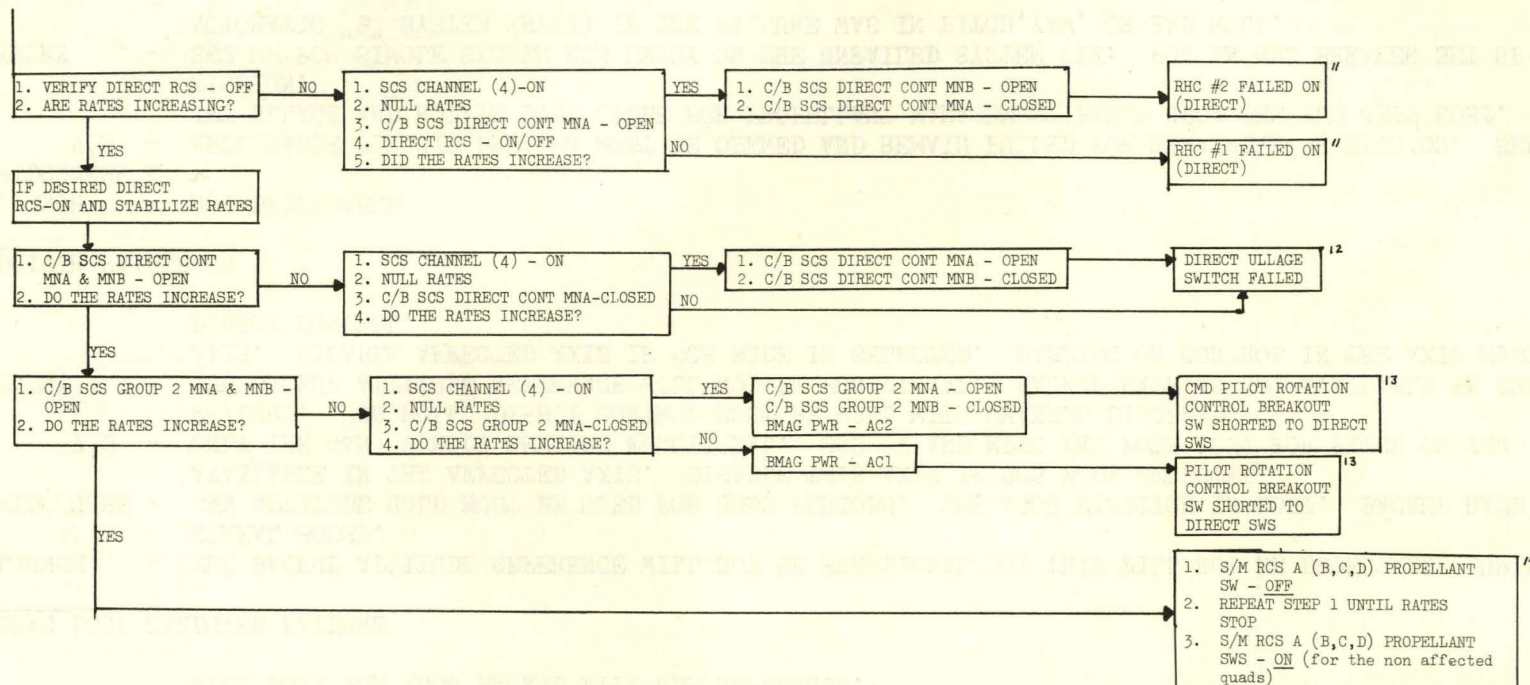 1. VERIFY DIRECT RCS - OFF
2. ARE RATES INCREASING?
NO
1. SCS CHANNEL (4)-ON
2. NULL RATES
3. C/B SCS DIRECT CONT MNA - OPEN
4. DIRECT RCS - ON/OFF
5. DID THE RATES INCREASE?
YES
1. C/B SCS DIRECT CONT MNB - OPEN
2. C/B SCS DIRECT CONT MNA - CLOSED
RHC #2 FAILED ON
(DIRECT)
11
NO
RHC #1 FAILED ON
(DIRECT)
11
YES
IF DESIRED DIRECT
RCS-ON AND STABILIZE RATES
1. C/B SCS DIRECT CONT
MNA & MNB - OPEN
2. DO THE RATES INCREASE?
NO
1. SCS CHANNEL (4) - ON
2. NULL RATES
3. C/B SCS DIRECT CONT MNA-CLOSED
4. DO THE RATES INCREASE?
YES
1. C/B SCS DIRECT CONT MNA - OPEN
2. C/B SCS DIRECT CONT MNB - CLOSED
NO
DIRECT ULLAGE
SWITCH FAILED
12
YES
1. C/B SCS GROUP 2 MNA & MNB -
OPEN
2. DO THE RATES INCREASE?
NO
1. SCS CHANNEL (4) - ON
2. NULL RATES
3. C/B SCS GROUP 2 MNA-CLOSED
4. DO THE RATES INCREASE?
YES
C/B SCS GROUP 2 MNA - OPEN
C/B SCS GROUP 2 MNB - CLOSED
BMAG PWR - AC2
CMD PILOT ROTATION
CONTROL BREAKOUT
SW SHORTED TO DIRECT
SWS
13
NO
BMAG PWR - AC1
PILOT ROTATION
CONTROL BREAKOUT
SW SHORTED TO
DIRECT SWS
13
YES
1. S/M RCS A (B,C,D) PROPELLANT
SW - OFF
2. REPEAT STEP 1 UNTIL RATES
STOP
3. S/M RCS A (B,C,D) PROPELLANT
SWS - ON (for the non affected
quads)